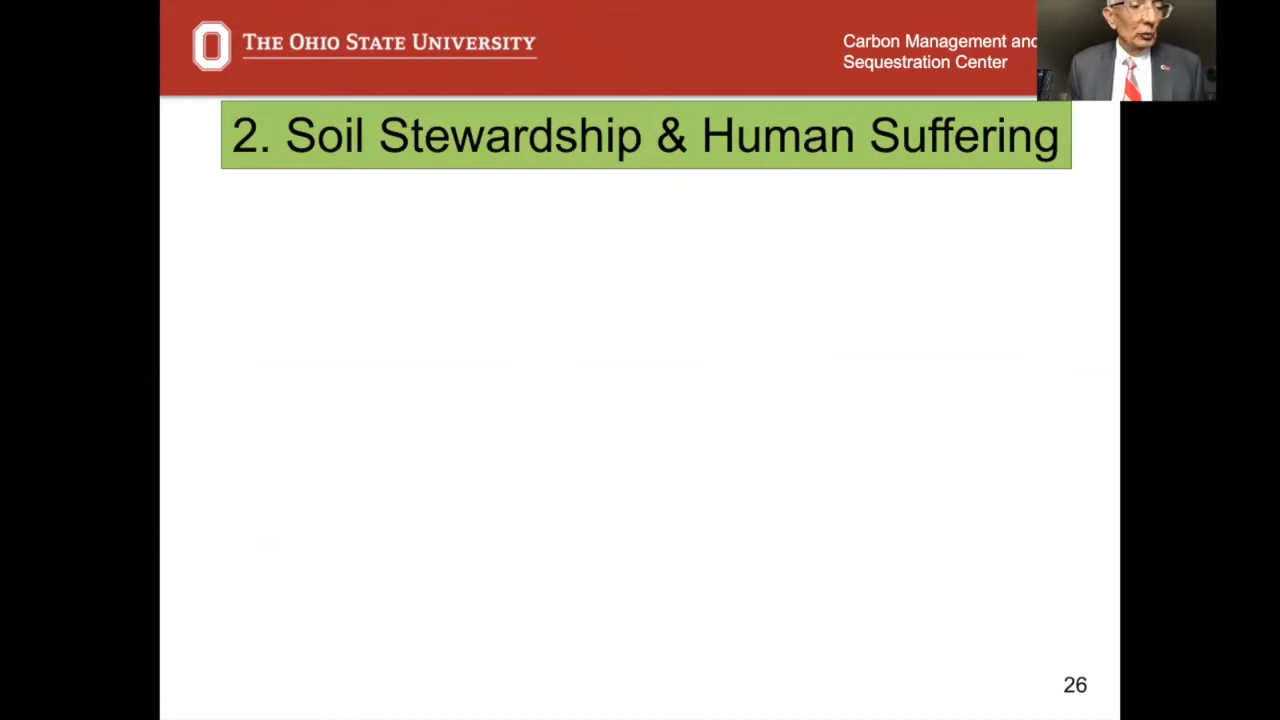 THE OHIO STATE UNIVERSITY
Carbon Management and
Sequestration Center
2. Soil Stewardship & Human Suffering
26